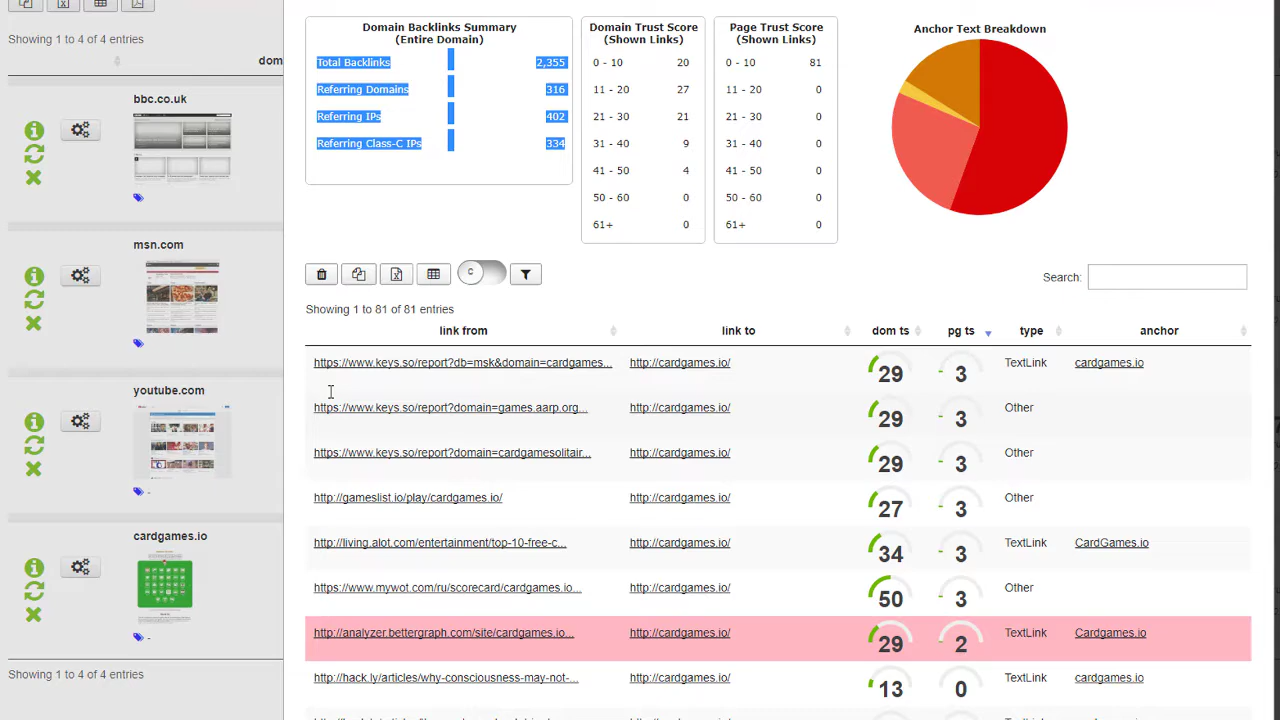 Showing 1 to 4 of 4 entries
dom
bbc.co.uk
msn.com
youtube.com
-
cardgames.io
-
Showing 1 to 4 of 4 entries
Domain Backlinks Summary
(Entire Domain)
Total Backlinks 2,355
Referring Domains 316
Referring IPs 402
Referring Class-C IPs 334
Domain Trust Score
(Shown Links)
0 - 10 20
11 - 20 27
21 - 30 21
31 - 40 9
41 - 50 4
50 - 60 0
61+ 0
Page Trust Score
(Shown Links)
0 - 10 81
11 - 20 0
21 - 30 0
31 - 40 0
41 - 50 0
50 - 60 0
61+ 0
Anchor Text Breakdown
C
Search:
Showing 1 to 81 of 81 entries
link from link to dom ts pg ts type anchor
https://www.keys.so/report?db=msk&domain=cardgames... http://cardgames.io/ 29 3 TextLink cardgames.io
https://www.keys.so/report?domain=games.aarp.org... http://cardgames.io/ 29 3 Other
https://www.keys.so/report?domain=cardgamesolitair... http://cardgames.io/ 29 3 Other
http://gameslist.io/play/cardgames.io/ http://cardgames.io/ 27 3 Other
http://living.alot.com/entertainment/top-10-free-c... http://cardgames.io/ 34 3 TextLink CardGames.io
https://www.mywot.com/ru/scorecard/cardgames.io... http://cardgames.io/ 50 3 Other
http://analyzer.bettergraph.com/site/cardgames.io... http://cardgames.io/ 29 2 TextLink Cardgames.io
http://hack.ly/articles/why-consciousness-may-not-... http://cardgames.io/ 13 0 TextLink cardgames.io